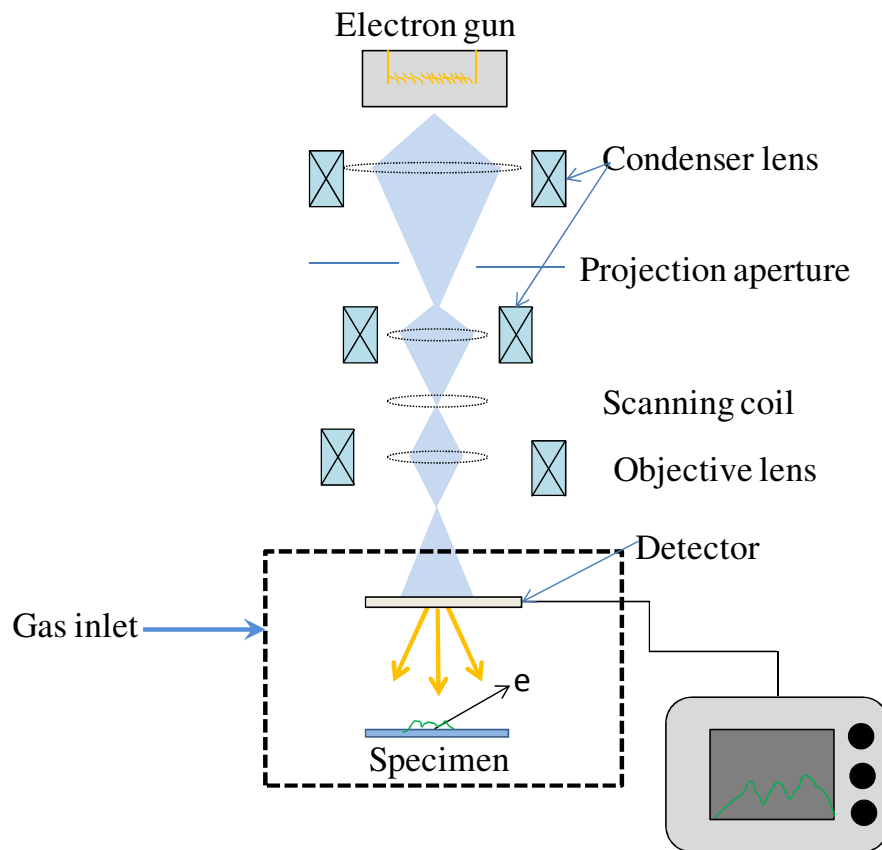 Electron gun
Condenser lens
Projection aperture
Scanning coil
Objective lens
Detector
Gas inlet
e
Specimen